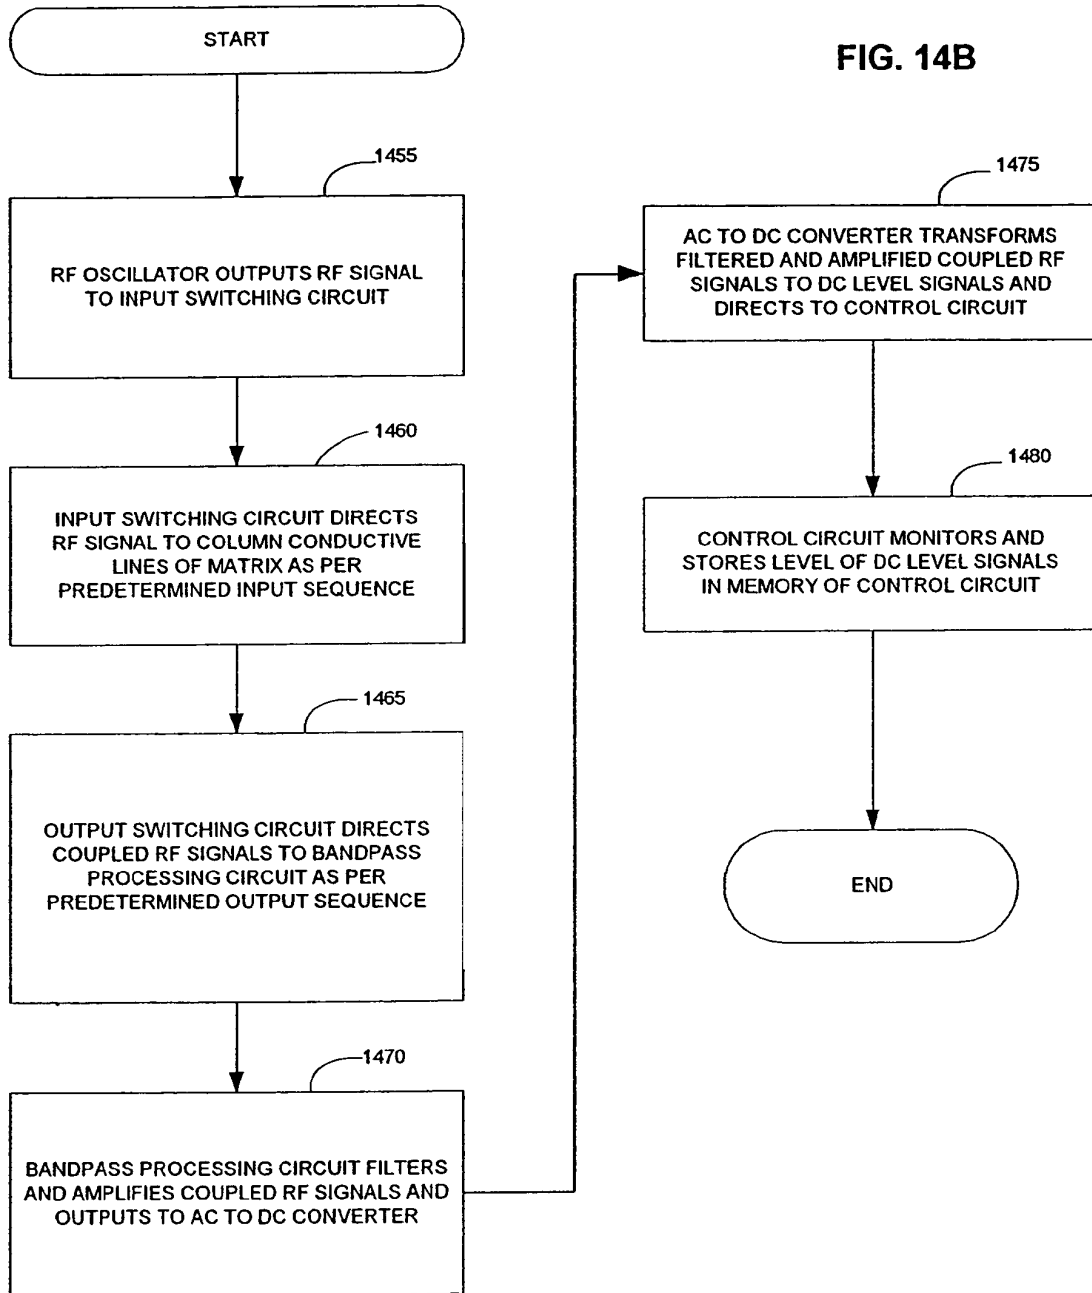 START
FIG. 14B
1455
RF OSCILLATOR OUTPUTS RF SIGNAL
TO INPUT SWITCHING CIRCUIT
1460
INPUT SWITCHING CIRCUIT DIRECTS
RF SIGNAL TO COLUMN CONDUCTIVE
LINES OF MATRIX AS PER
PREDETERMINED INPUT SEQUENCE
1465
OUTPUT SWITCHING CIRCUIT DIRECTS
COUPLED RF SIGNALS TO BANDPASS
PROCESSING CIRCUIT AS PER
PREDETERMINED OUTPUT SEQUENCE
1470
BANDPASS PROCESSING CIRCUIT FILTERS
AND AMPLIFIES COUPLED RF SIGNALS AND
OUTPUTS TO AC TO DC CONVERTER
1475
AC TO DC CONVERTER TRANSFORMS
FILTERED AND AMPLIFIED COUPLED RF
SIGNALS TO DC LEVEL SIGNALS AND
DIRECTS TO CONTROL CIRCUIT
1480
CONTROL CIRCUIT MONITORS AND
STORES LEVEL OF DC LEVEL SIGNALS
IN MEMORY OF CONTROL CIRCUIT
END